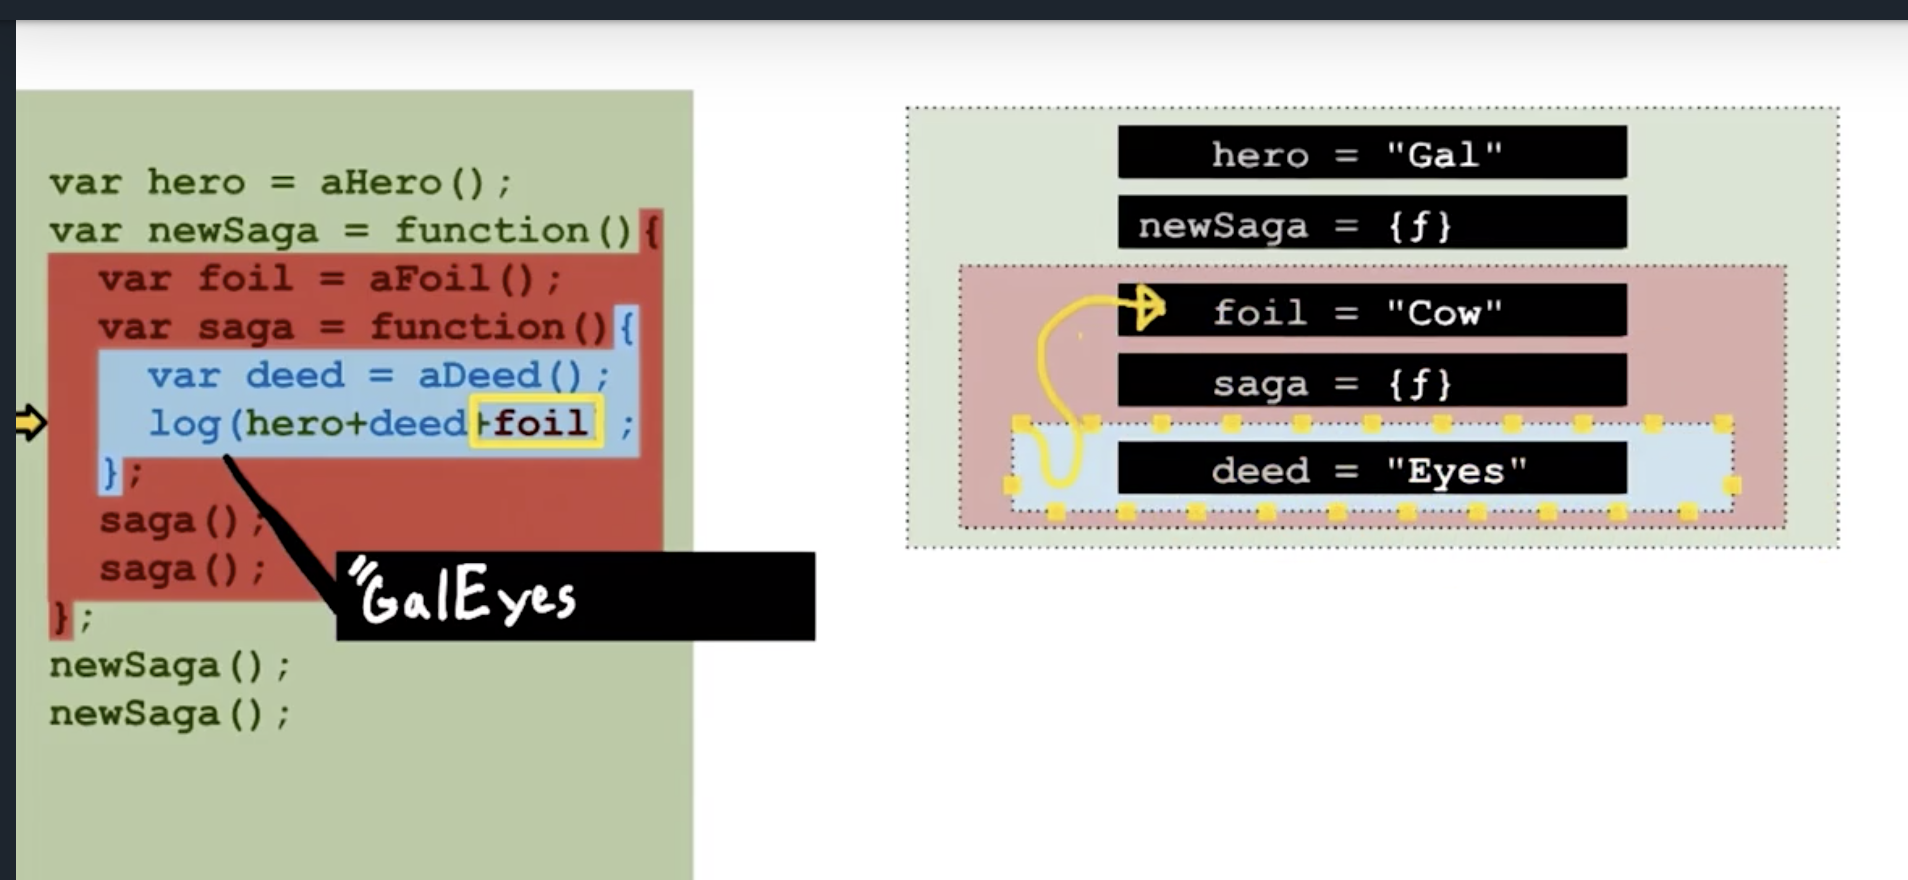 var hero = aHero();
var newSaga = function(){
var foil = aFoil();
var saga = function(){
var deed = aDeed();
log(hero+deed+foil ;
};
saga();
saga();
};
newSaga();
newSaga();
"GalEyes
hero = "Gal"
newSaga = {f}
foil = "Cow"
saga = {f}
deed = "Eyes"